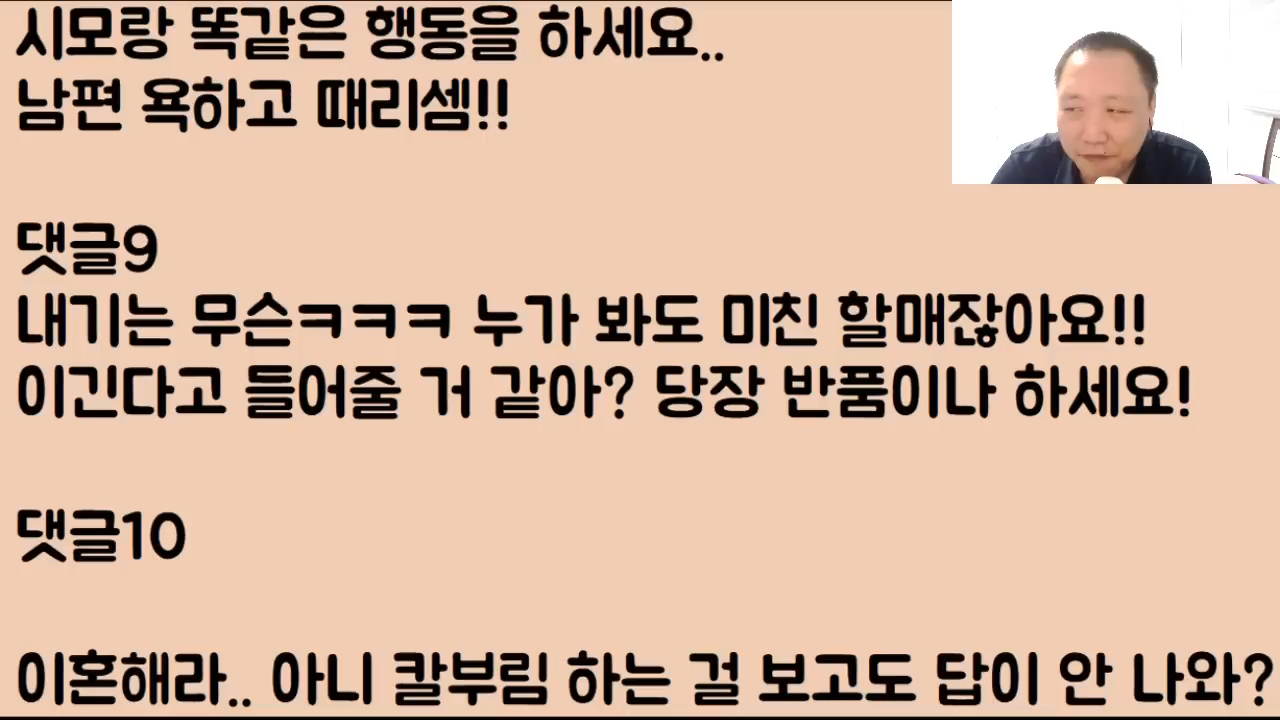 시모랑 똑같은 행동을 하세요..
남편 욕하고 때리셈!!
댓글9
내기는 무슨ㅋㅋㅋ 누가 봐도 미친 할매잖아요!!
이긴다고 들어줄 거 같아? 당장 반품이나 하세요!
댓글10
이혼해라.. 아니 칼부림 하는 걸 보고도 답이 안 나와?